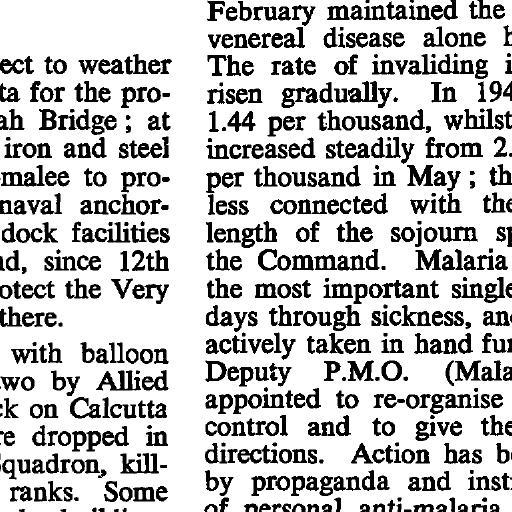 ect to weather
ta for the pro-
ah Bridge; at
iron and steel
malee to pro-
naval anchor-
dock facilities
nd, since 12th
otect the Very
there.
with balloon
two by Allied
ck on Calcutta
re dropped in
Squadron, kill-
ranks. Some
February maintained the
venereal disease alone
The rate of invaliding
risen gradually. In 194
1.44 per thousand, whilst
increased steadily from 2.
per thousand in May; th
less connected with the
length of the sojourn sp
the Command. Malaria
the most important single
days through sickness, an
actively taken in hand fu
Deputy P.M.O. (Mala
appointed to re-organise
control and to give the
directions. Action has b
by propaganda and inst
of personal anti-malaria